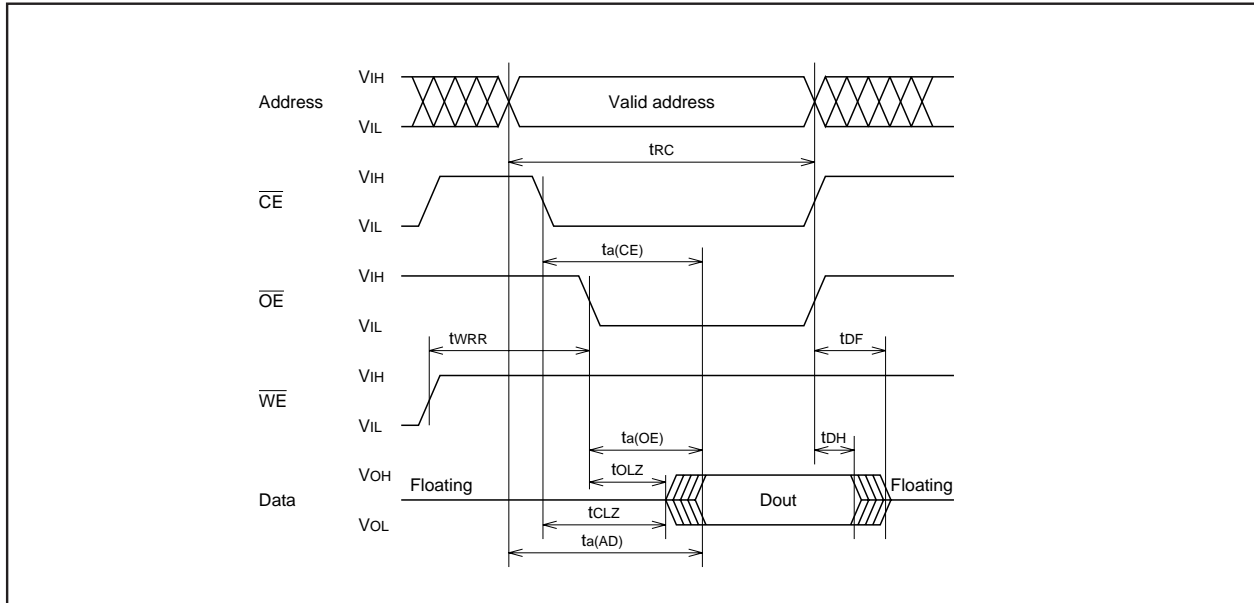 VIH
Address
Valid address
VIL
tRC
VIH
CE
VIL
ta(CE)
VIH
OE
VIL
tWRR
tDF
VIH
WE
VIL
ta(OE)
tDH
VOH
Floating
tOLZ
Floating
Data
Dout
VOL
tCLZ
ta(AD)